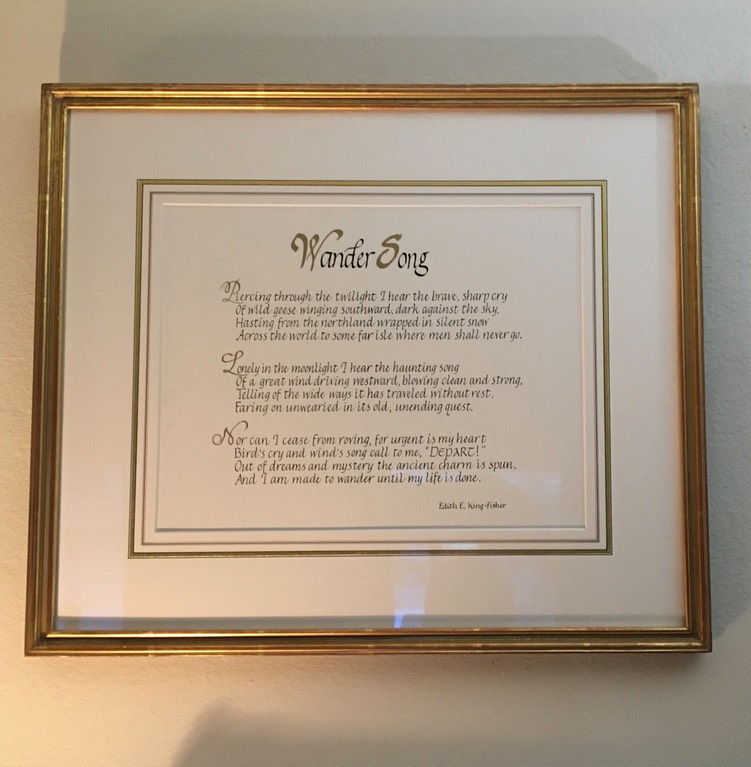 Wander Song
Piercing through the twilight I hear the brave, sharp cry
Of wild geese winging southward, dark against the sky,
Hasting from the northland wrapped in silent snow
Across the world to some far isle where men shall never go.
Lonely in the moonlight I hear the haunting song
Of a great wind driving westward, blowing clean and strong,
Telling of the wide ways it has traveled without rest,
Faring on unwearied in its old, unending quest.
Nor can I cease from roving, for urgent is my heart
Bird's cry and wind's song call to me, "DEPART!"
Out of dreams and mystery the ancient charm is spun,
And I am made to wander until my life is done.
Edith E. King-Fisher